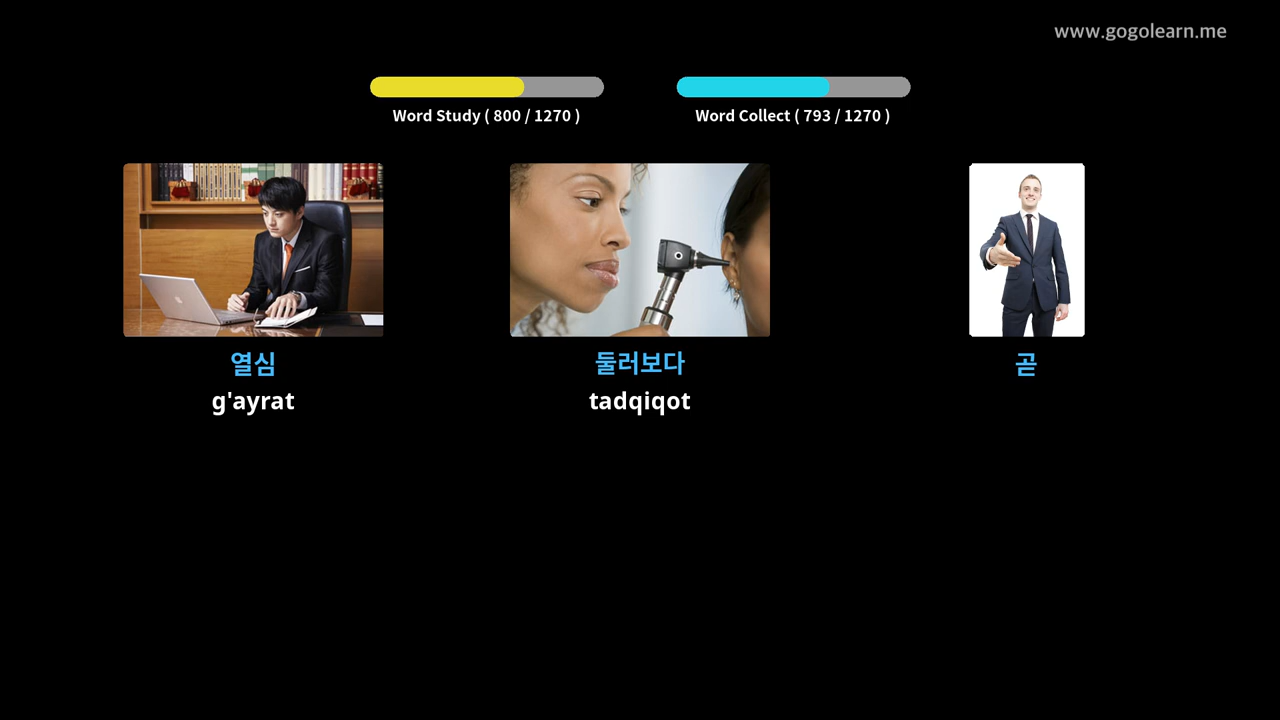 www.gogolearn.me
Word Study ( 800 / 1270 )
Word Collect ( 793 / 1270 )
열심
g'ayrat
둘러보다
tadqiqot
곧